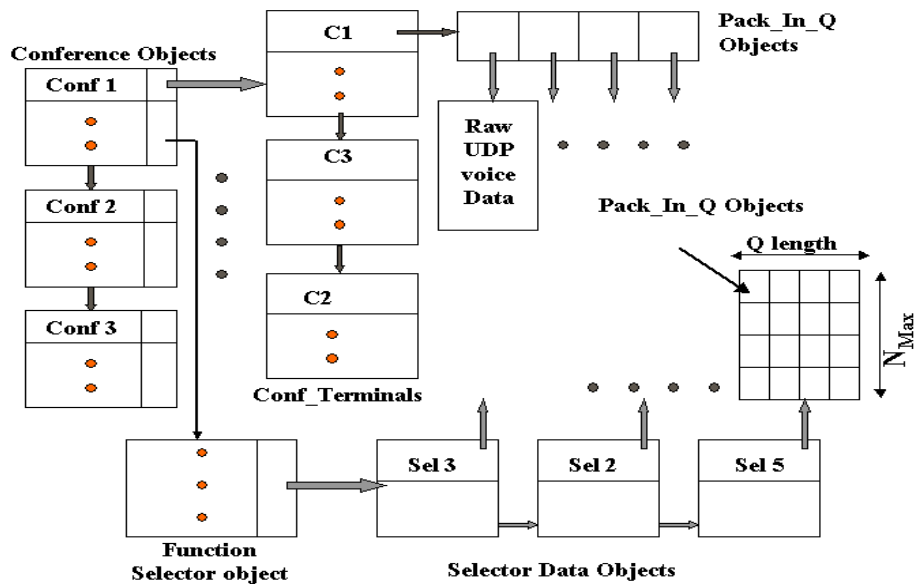 Conference Objects
Conf 1
Conf 2
Conf 3
C1
C3
C2
Conf_Terminals
Pack_In_Q
Objects
Raw
UDP
voice
Data
Pack_In_Q Objects
Q length
N Max
Function
Selector object
Sel 3
Sel 2
Sel 5
Selector Data Objects